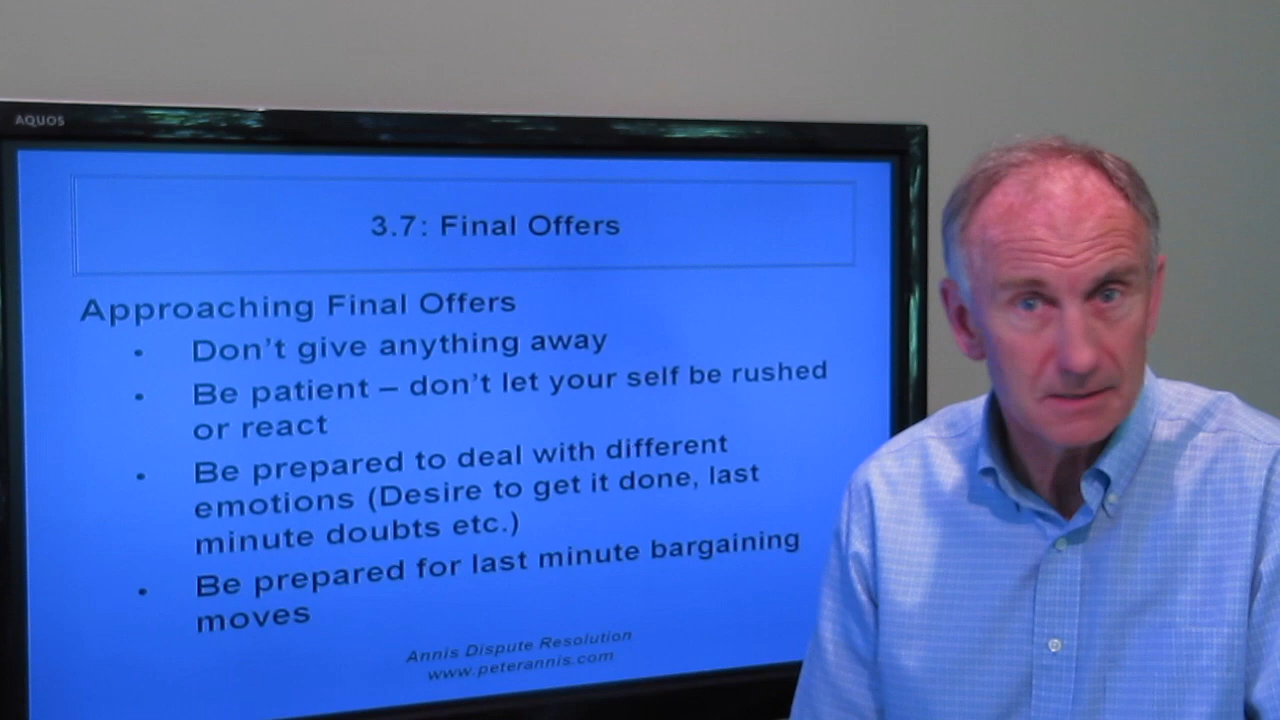 AQUOS
3.7: Final Offers
Approaching Final Offers
• Don't give anything away
• Be patient – don't let your self be rushed
or react
• Be prepared to deal with different
emotions (Desire to get it done, last
minute doubts etc.)
• Be prepared for last minute bargaining
moves
Annis Dispute Resolution
www.peterannis.com